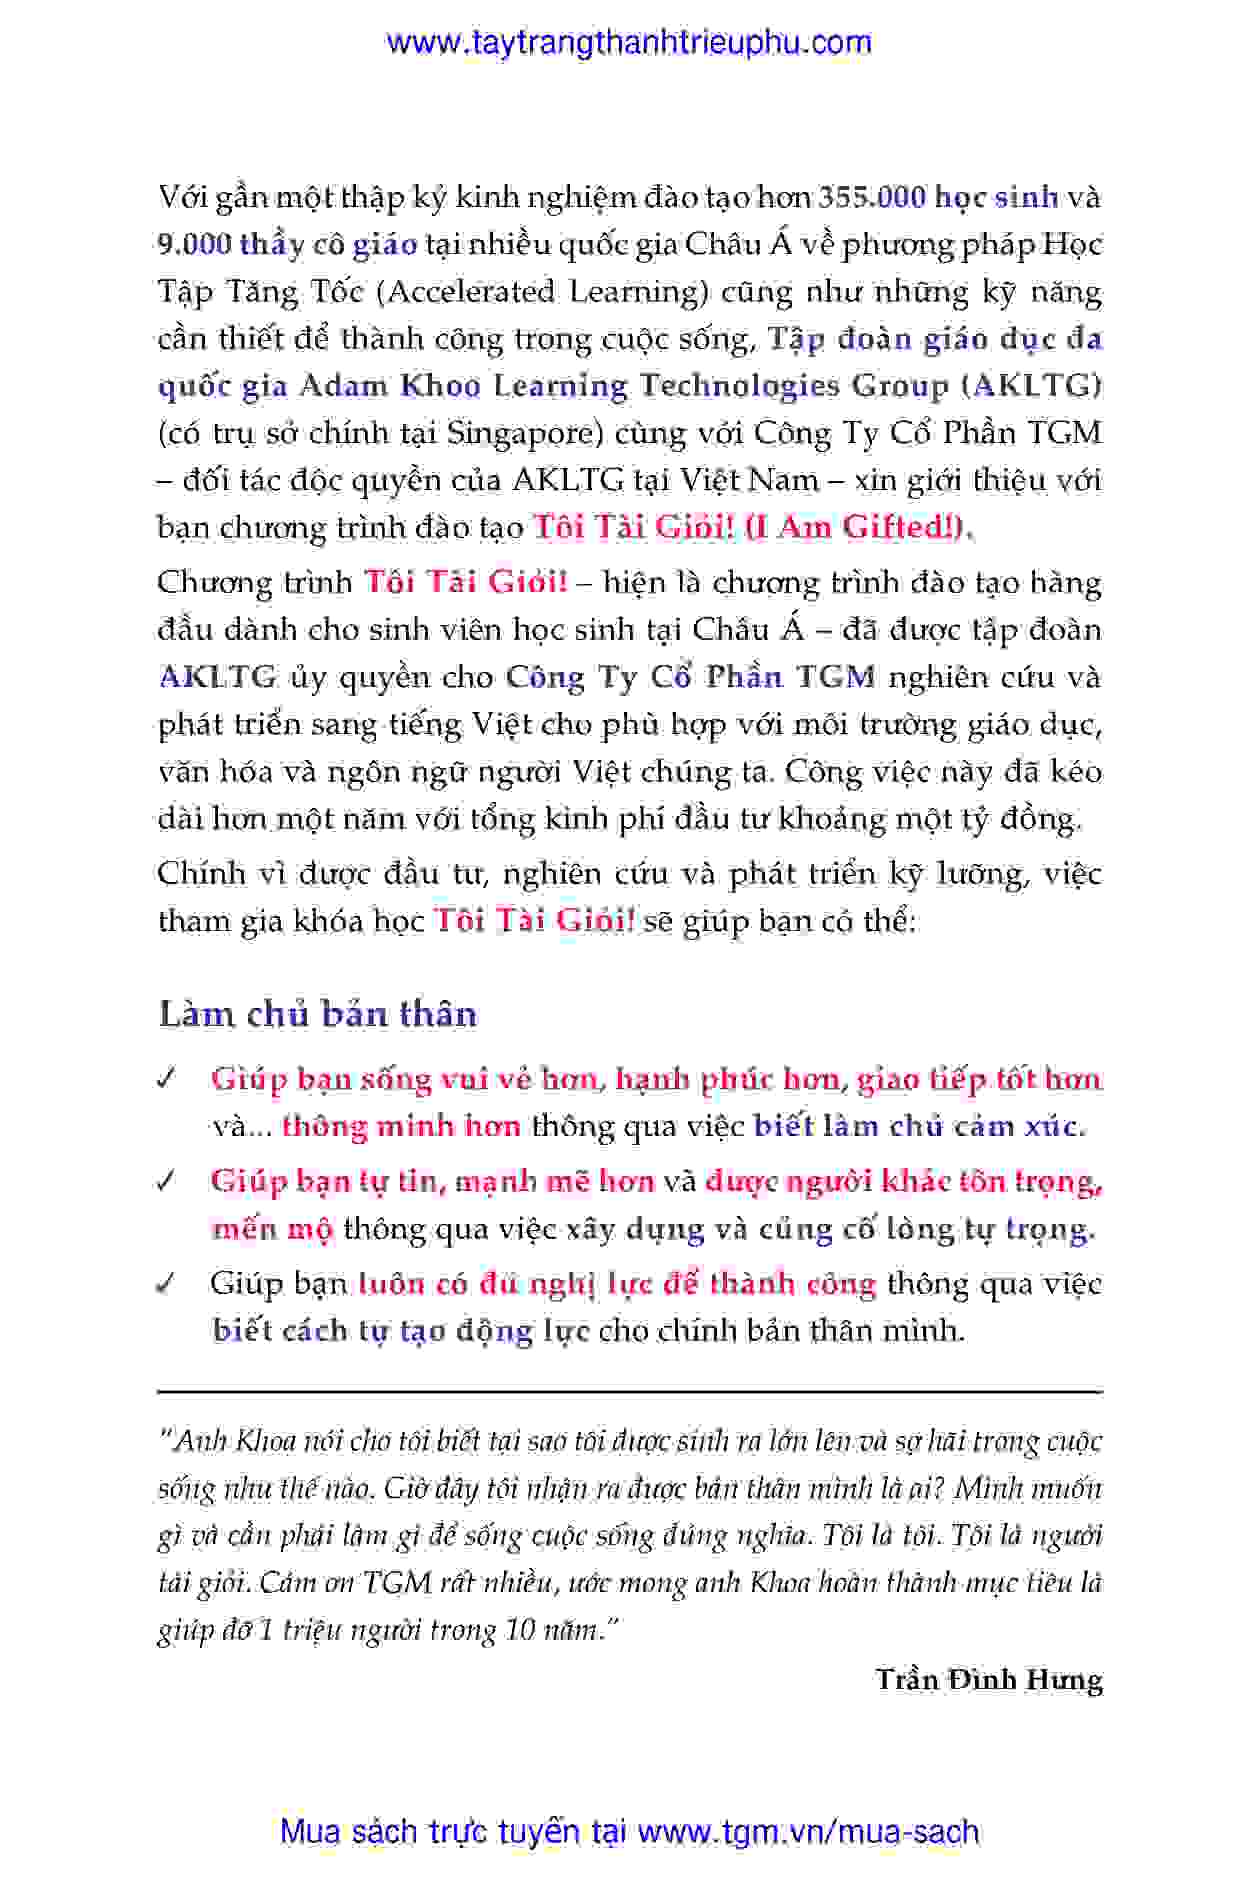 www.taytrangthanhtrieuphu.com
Với gần một thập kỷ kinh nghiệm đào tạo hơn 355.000 học sinh và
9.000 thầy cô giáo tại nhiều quốc gia Châu Á về phương pháp Học
Tập Tăng Tốc (Accelerated Learning) cũng như những kỹ năng
cần thiết để thành công trong cuộc sống, Tập đoàn giáo dục đa
quốc gia Adam Khoo Learning Technologies Group (AKLTG)
(có trụ sở chính tại Singapore) cùng với Công Ty Cổ Phần TGM
– đối tác độc quyền của AKLTG tại Việt Nam – xin giới thiệu với
bạn chương trình đào tạo Tôi Tài Giỏi! (I Am Gifted!).
Chương trình Tôi Tài Giỏi! – hiện là chương trình đào tạo hàng
đầu dành cho sinh viên học sinh tại Châu Á – đã được tập đoàn
AKLTG ủy quyền cho Công Ty Cổ Phần TGM nghiên cứu và
phát triển sang tiếng Việt cho phù hợp với môi trường giáo dục,
văn hóa và ngôn ngữ người Việt chúng ta. Công việc này đã kéo
dài hơn một năm với tổng kinh phí đầu tư khoảng một tỷ đồng.
Chính vì được đầu tư, nghiên cứu và phát triển kỹ lưỡng, việc
tham gia khóa học Tôi Tài Giỏi! sẽ giúp bạn có thể:
Làm chủ bản thân
✓ Giúp bạn sống vui vẻ hơn, hạnh phúc hơn, giao tiếp tốt hơn
và... thông minh hơn thông qua việc biết làm chủ cảm xúc.
✓ Giúp bạn tự tin, mạnh mẽ hơn và được người khác tôn trọng,
mến mộ thông qua việc xây dựng và củng cố lòng tự trọng.
✓ Giúp bạn luôn có đủ nghị lực để thành công thông qua việc
biết cách tự tạo động lực cho chính bản thân mình.
"Anh Khoa nói cho tôi biết tại sao tôi được sinh ra lớn lên và sợ hãi trong cuộc
sống như thế nào. Giờ đây tôi nhận ra được bản thân mình là ai? Mình muốn
gì và cần phải làm gì để sống cuộc sống đúng nghĩa. Tôi là tôi. Tôi là người
tài giỏi. Cám ơn TGM rất nhiều, ước mong anh Khoa hoàn thành mục tiêu là
giúp đỡ 1 triệu người trong 10 năm."
Trần Đình Hưng
Mua sách trực tuyến tại www.tgm.vn/mua-sach